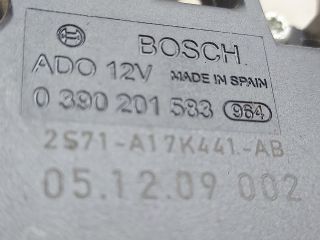 BOSCH
ADO 12V MADE IN SPAIN
0 390 201 583 964
2S71-A17K441-AB
05.12.09 002